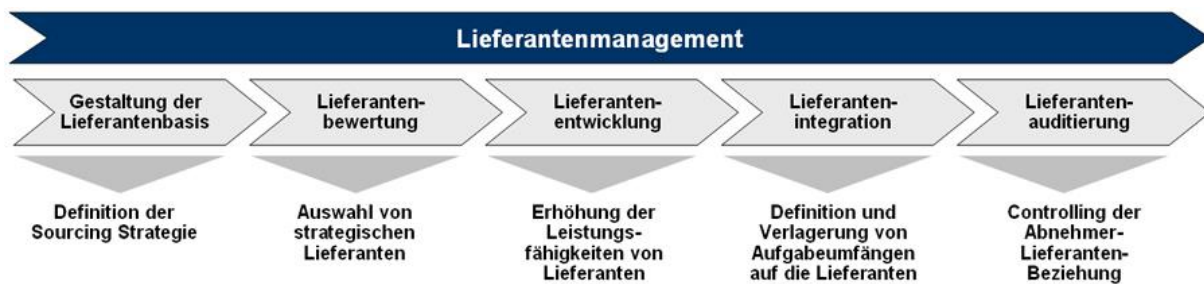 Lieferantenmanagement
Gestaltung der
Lieferantenbasis
Lieferanten-
bewertung
Lieferanten-
entwicklung
Lieferanten-
integration
Lieferanten-
auditierung
Definition der
Sourcing Strategie
Auswahl von
strategischen
Lieferanten
Erhöhung der
Leistungs-
fähigkeiten von
Lieferanten
Definition und
Verlagerung von
Aufgabeumfängen
auf die Lieferanten
Controlling der
Abnehmer-
Lieferanten-
Beziehung